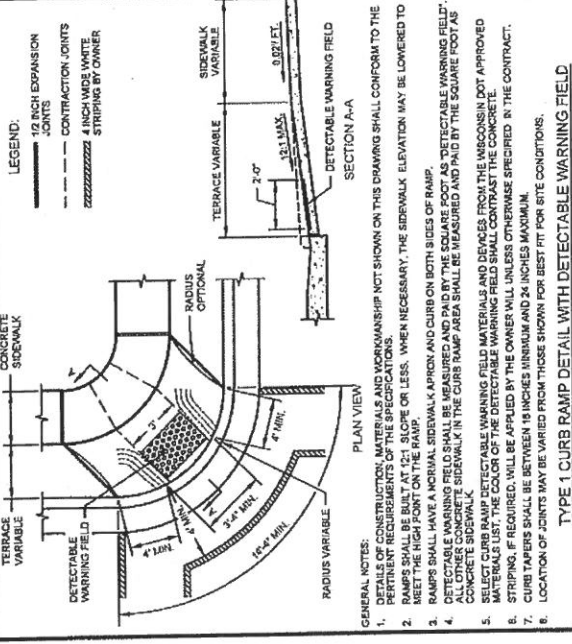 LEGEND:
1/2 INCH EXPANSION
JOINTS
CONTRACTION JOINTS
4 INCH WIDE WHITE
STRIPING BY OWNER
CONCRETE
SIDEWALK
TERRACE
VARIABLE
DETECTABLE
WARNING FIELD
RADIUS
OPTIONAL
A
3'
A
4' MIN.
4' MIN.
3'-4" MIN.
4' MIN.
14'-4" MIN.
RADIUS VARIABLE
PLAN VIEW
TERRACE VARIABLE
SIDEWALK
VARIABLE
2'-0"
12:1 MAX.
0.02'/ FT.
DETECTABLE WARNING FIELD
SECTION A-A
GENERAL NOTES:
1. DETAILS OF CONSTRUCTION, MATERIALS AND WORKMANSHIP NOT SHOWN ON THIS DRAWING SHALL CONFORM TO THE
PERTINENT REQUIREMENTS OF THE SPECIFICATIONS.
2. RAMPS SHALL BE BUILT AT 12:1 SLOPE OR LESS. WHEN NECESSARY, THE SIDEWALK ELEVATION MAY BE LOWERED TO
MEET THE HIGH POINT ON THE RAMP.
3. RAMPS SHALL HAVE A NORMAL SIDEWALK APRON AND CURB ON BOTH SIDES OF RAMP.
4. DETECTABLE WARNING FIELD SHALL BE MEASURED AND PAID BY THE SQUARE FOOT AS "DETECTABLE WARNING FIELD".
ALL OTHER CONCRETE SIDEWALK IN THE CURB RAMP AREA SHALL BE MEASURED AND PAID BY THE SQUARE FOOT AS
CONCRETE SIDEWALK.
5. SELECT CURB RAMP DETECTABLE WARNING FIELD MATERIALS AND DEVICES FROM THE WISCONSIN DOT APPROVED
MATERIALS LIST, THE COLOR OF THE DETECTABLE WARNING FIELD SHALL CONTRAST THE CONCRETE.
6. STRIPING, IF REQUIRED, WILL BE APPLIED BY THE OWNER WILL UNLESS OTHERWISE SPECIFIED IN THE CONTRACT.
7. CURB TAPERS SHALL BE BETWEEN 18 INCHES MINIMUM AND 24 INCHES MAXIMUM.
8. LOCATION OF JOINTS MAY BE VARIED FROM THOSE SHOWN FOR BEST FIT FOR SITE CONDITIONS.
TYPE 1 CURB RAMP DETAIL WITH DETECTABLE WARNING FIELD